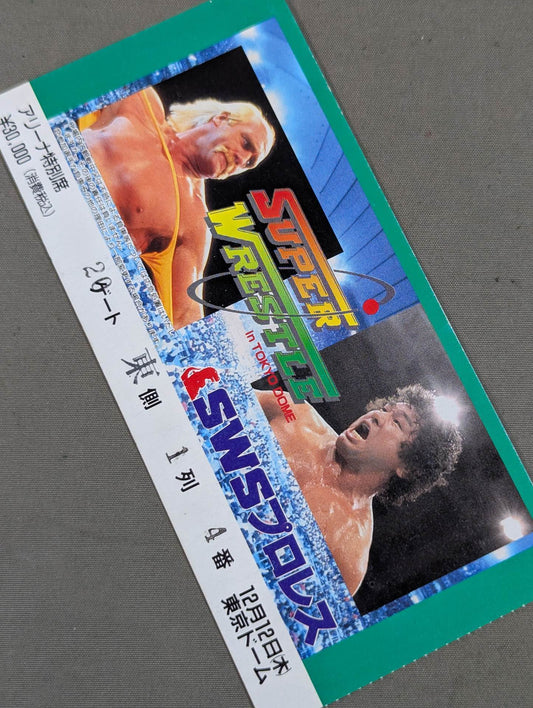 SUPER
WRESTLE
in TOKYO DOME
SWSプロレス
アリーナ特別席
¥30,000(消費税込)
20ゲート 東側 1列 4番
12月12日(木)
東京ドーム